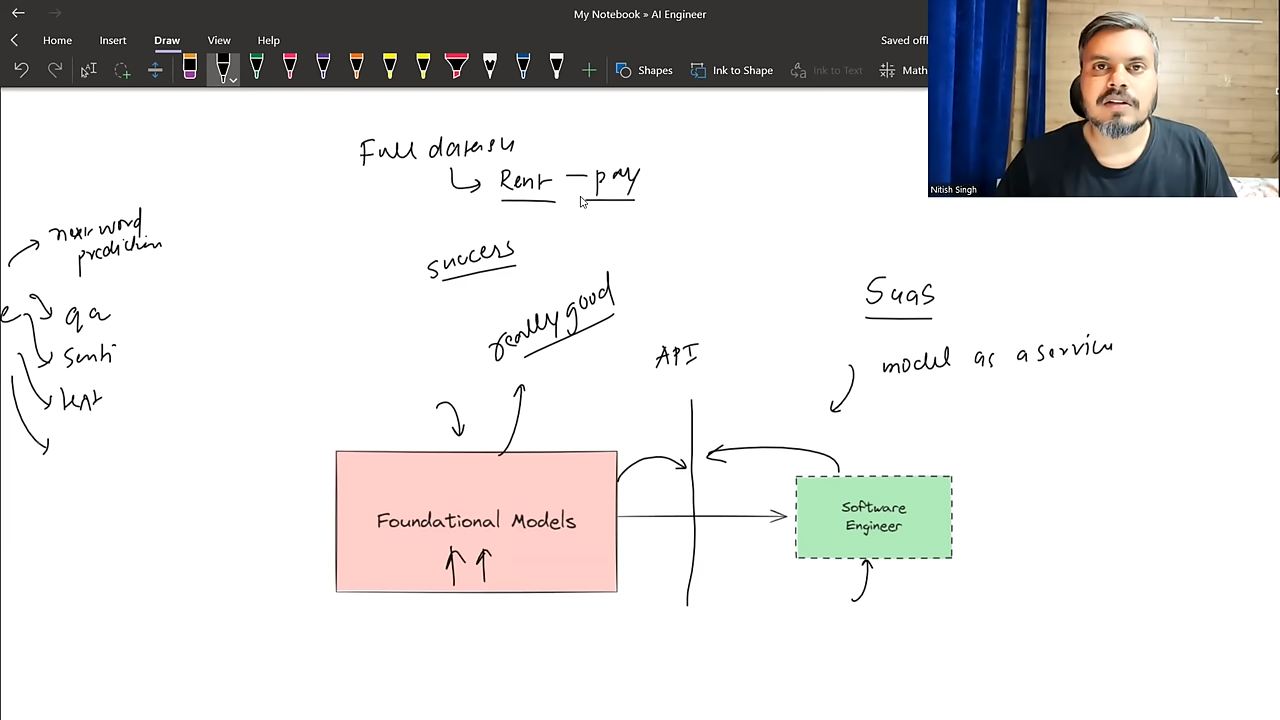 My Notebook » AI Engineer
Home Insert Draw View Help
Saved offl
Shapes Ink to Shape Ink to Text Math
Nitish Singh
Full
Rent — pay
next word
prediction
success
really good
SaaS
API
model as a service
qa
senti
text
Foundational Models
Software
Engineer